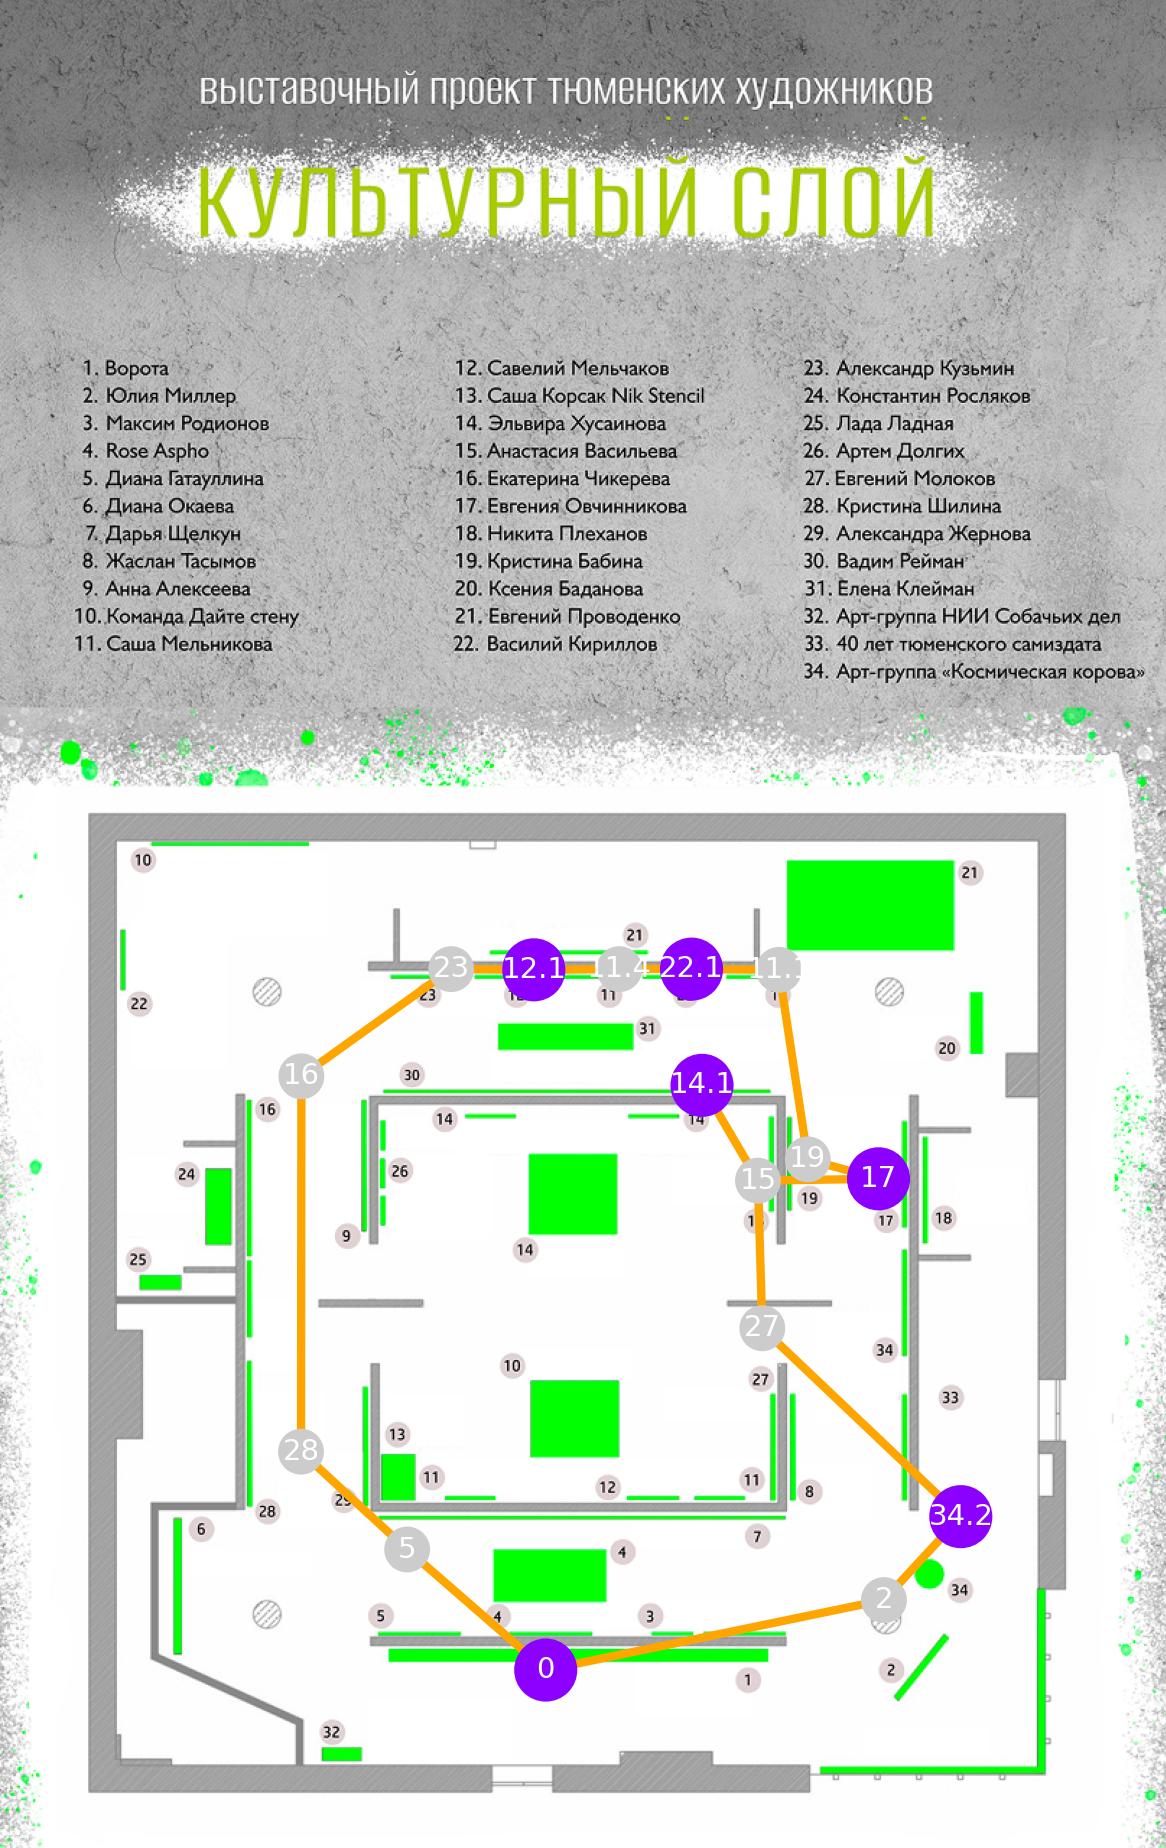 выставочный проект тюменских художников
КУЛЬТУРНЫЙ СЛОЙ
1. Ворота
2. Юлия Миллер
3. Максим Родионов
4. Rose Aspho
5. Диана Гатауллина
6. Диана Окаева
7. Дарья Щелкун
8. Жаслан Тасымов
9. Анна Алексеева
10. Команда Дайте стену
11. Саша Мельникова
12. Савелий Мельчаков
13. Саша Корсак Nik Stencil
14. Эльвира Хусаинова
15. Анастасия Васильева
16. Екатерина Чикерева
17. Евгения Овчинникова
18. Никита Плеханов
19. Кристина Бабина
20. Ксения Баданова
21. Евгений Проводенко
22. Василий Кириллов
23. Александр Кузьмин
24. Константин Росляков
25. Лада Ладная
26. Артем Долгих
27. Евгений Молоков
28. Кристина Шилина
29. Александра Жернова
30. Вадим Рейман
31. Елена Клейман
32. Арт-группа НИИ Собачьих дел
33. 40 лет тюменского самиздата
34. Арт-группа «Космическая корова»
10
21
21
23 12.1 11.4 22.1
22
23 11
31
20
16
30
14.1
16
14 14
24
26
15 19 17
19
9
17 18
25
14
27
34
10
27
33
13
28
11 12 11 8
29
28
34.2
6
7
5
4
34
2
5 4 3
0
2
1
32